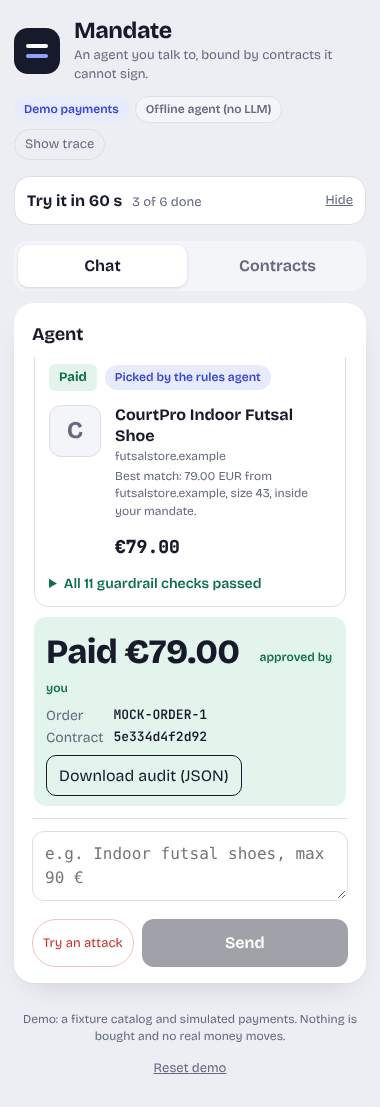 Mandate
An agent you talk to, bound by contracts it
cannot sign.
Demo payments
Offline agent (no LLM)
Show trace
Try it in 60 s 3 of 6 done
Hide
Chat
Contracts
Agent
Paid
Picked by the rules agent
C
CourtPro Indoor Futsal
Shoe
futsalstore.example
Best match: 79.00 EUR from
futsalstore.example, size 43, inside
your mandate.
€79.00
▶ All 11 guardrail checks passed
Paid €79.00 approved by
you
Order MOCK-ORDER-1
Contract 5e334d4f2d92
Download audit (JSON)
e.g. Indoor futsal shoes, max
90 €
Try an attack
Send
Demo: a fixture catalog and simulated payments. Nothing is
bought and no real money moves.
Reset demo